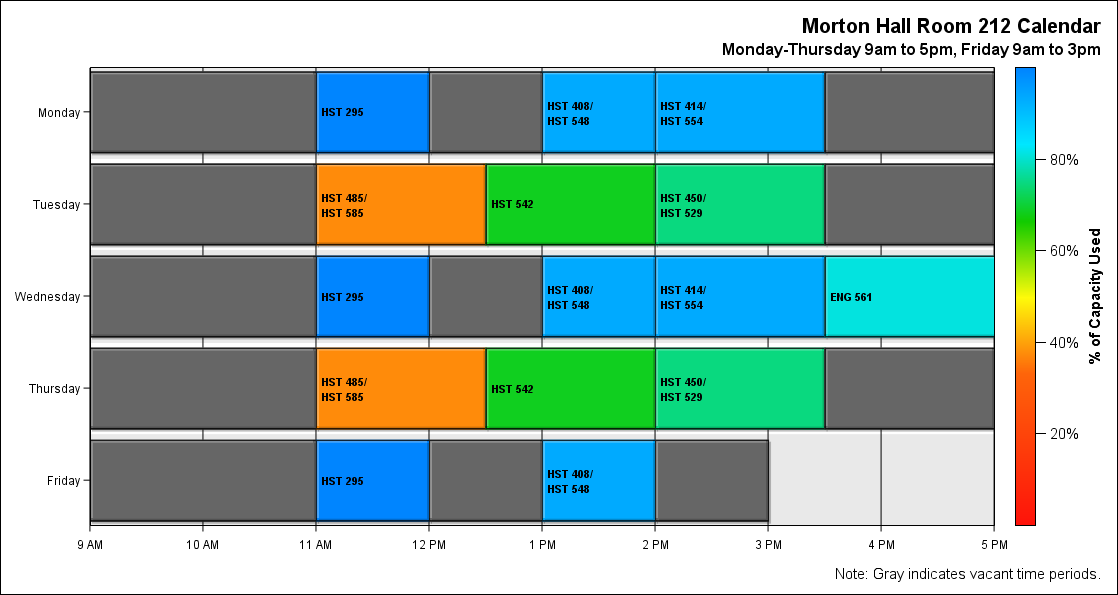 Morton Hall Room 212 Calendar
Monday-Thursday 9am to 5pm, Friday 9am to 3pm
Monday
HST 295
HST 408/
HST 548
HST 414/
HST 554
Tuesday
HST 485/
HST 585
HST 542
HST 450/
HST 529
Wednesday
HST 295
HST 408/
HST 548
HST 414/
HST 554
ENG 561
Thursday
HST 485/
HST 585
HST 542
HST 450/
HST 529
Friday
HST 295
HST 408/
HST 548
9 AM
10 AM
11 AM
12 PM
1 PM
2 PM
3 PM
4 PM
5 PM
80%
60%
40%
20%
% of Capacity Used
Note: Gray indicates vacant time periods.